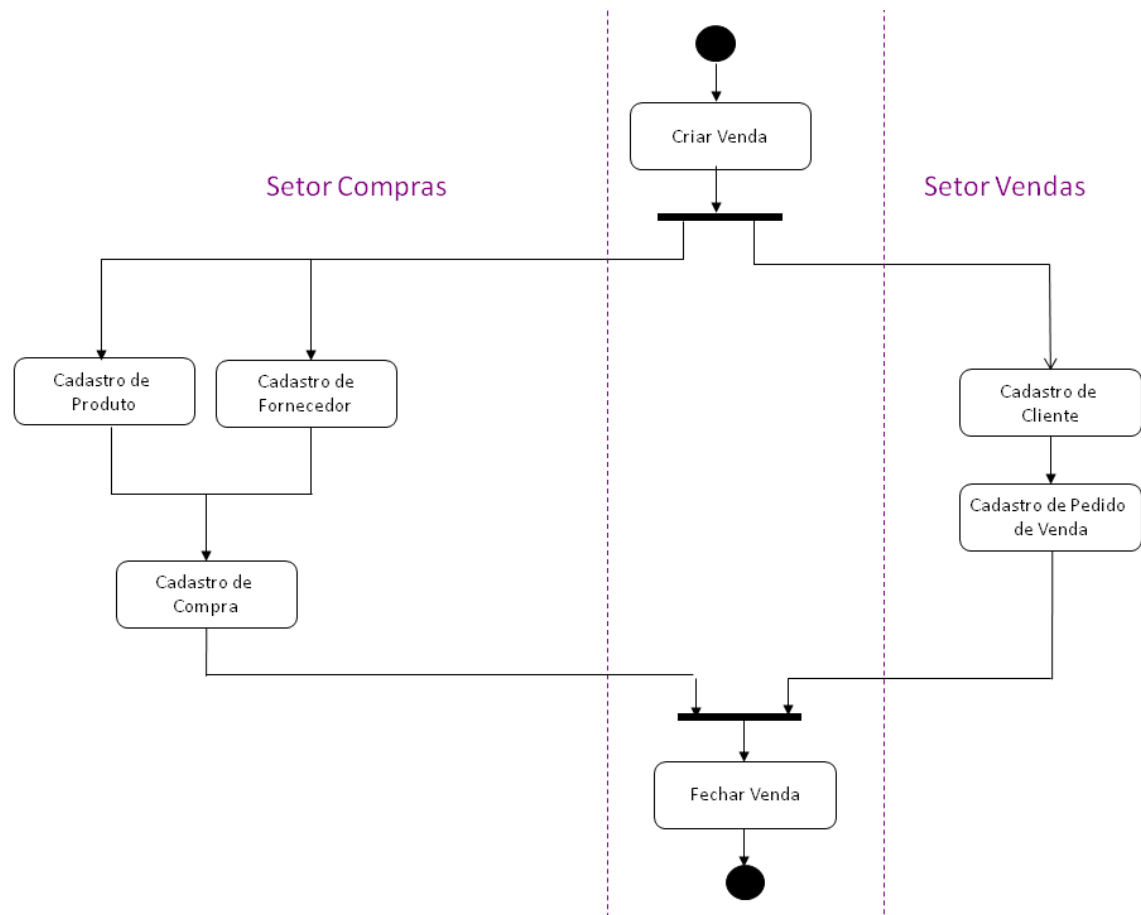 Criar Venda
Setor Compras
Setor Vendas
Cadastro de
Produto
Cadastro de
Fornecedor
Cadastro de
Cliente
Cadastro de Pedido
de Venda
Cadastro de
Compra
Fechar Venda